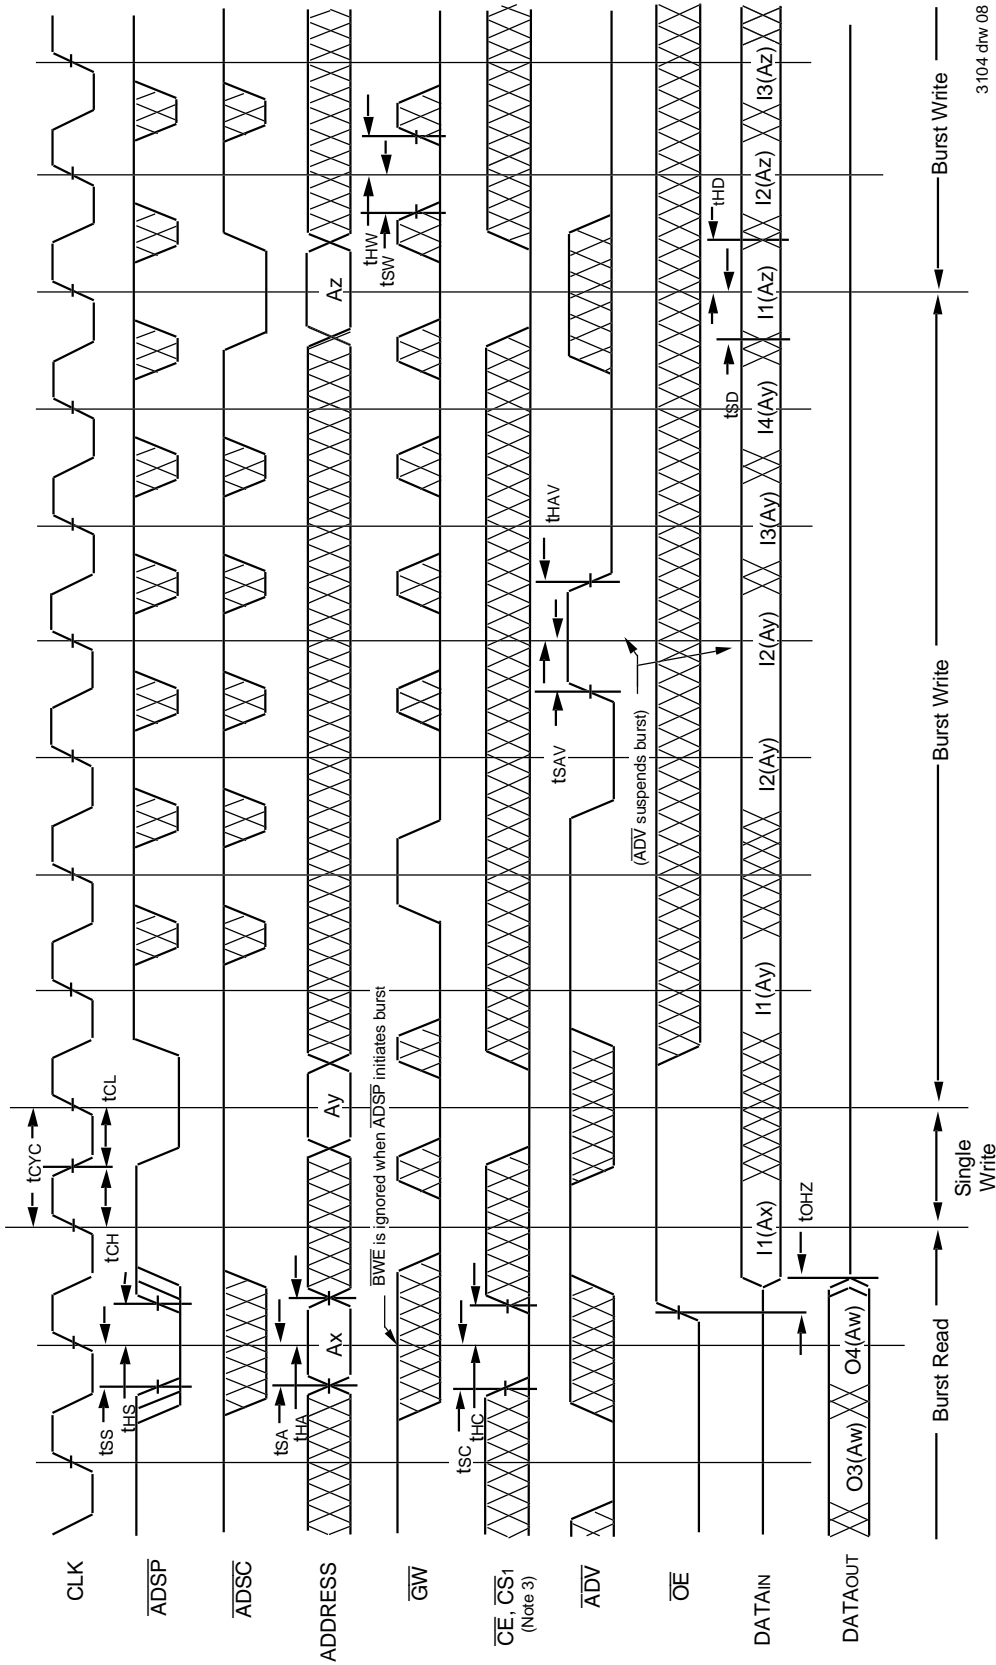 CLK
tCYC
tCH
tCL
ADSP
tSS
tHS
ADSC
ADDRESS
tSA
tHA
Ax
Ay
Az
GW
BWE is ignored when ADSP initiates burst
tHW
tSW
CE, CS1
(Note 3)
tSC
tHC
ADV
tSAV
tHAV
(ADV suspends burst)
OE
DATAIN
I1(Ax)
I1(Ay)
I2(Ay)
I2(Ay)
I3(Ay)
I4(Ay)
I1(Az)
I2(Az)
I3(Az)
tSD
tHD
tOHZ
DATAOUT
O3(Aw)
O4(Aw)
Burst Read
Single
Write
Burst Write
Burst Write
3104 drw 08